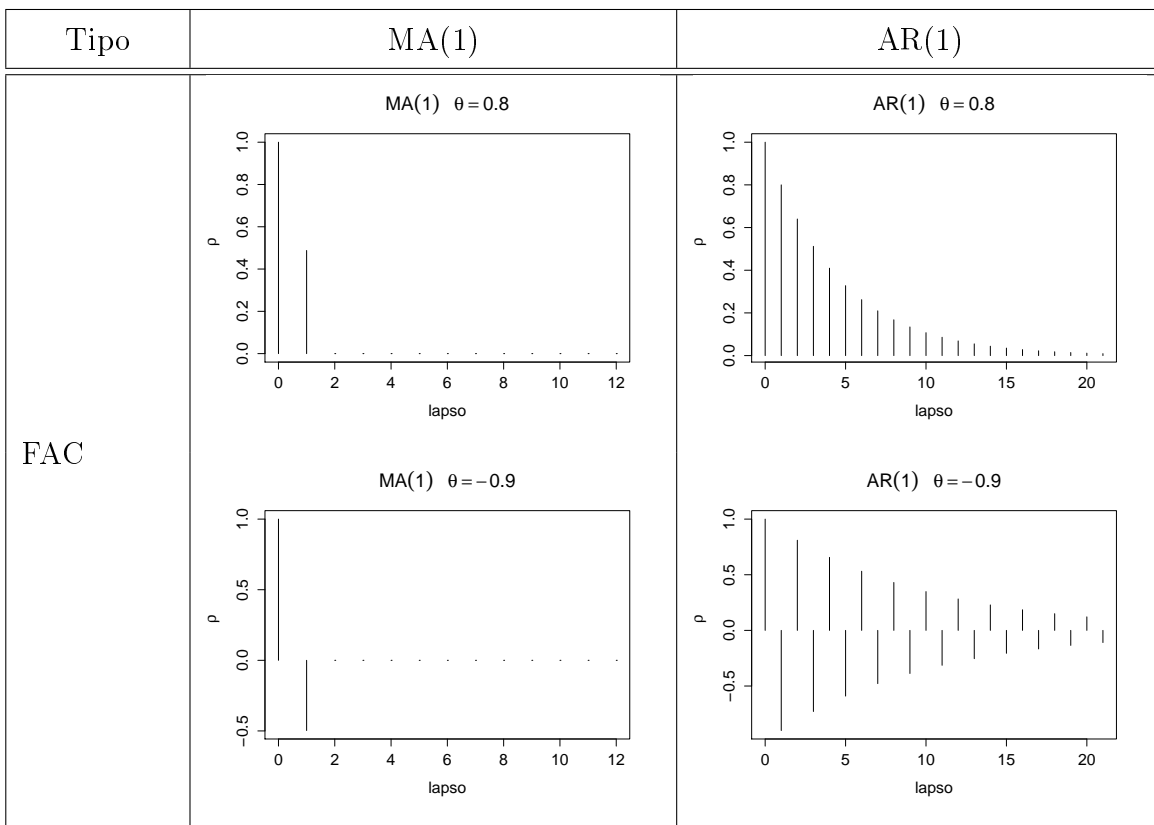 Tipo MA(1) AR(1)
FAC
MA(1) θ = 0.8
ρ
0.0 0.2 0.4 0.6 0.8 1.0
0 2 4 6 8 10 12
lapso
AR(1) θ = 0.8
ρ
0.0 0.2 0.4 0.6 0.8 1.0
0 5 10 15 20
lapso
MA(1) θ = −0.9
ρ
−0.5 0.0 0.5 1.0
0 2 4 6 8 10 12
lapso
AR(1) θ = −0.9
ρ
−0.5 0.0 0.5 1.0
0 5 10 15 20
lapso